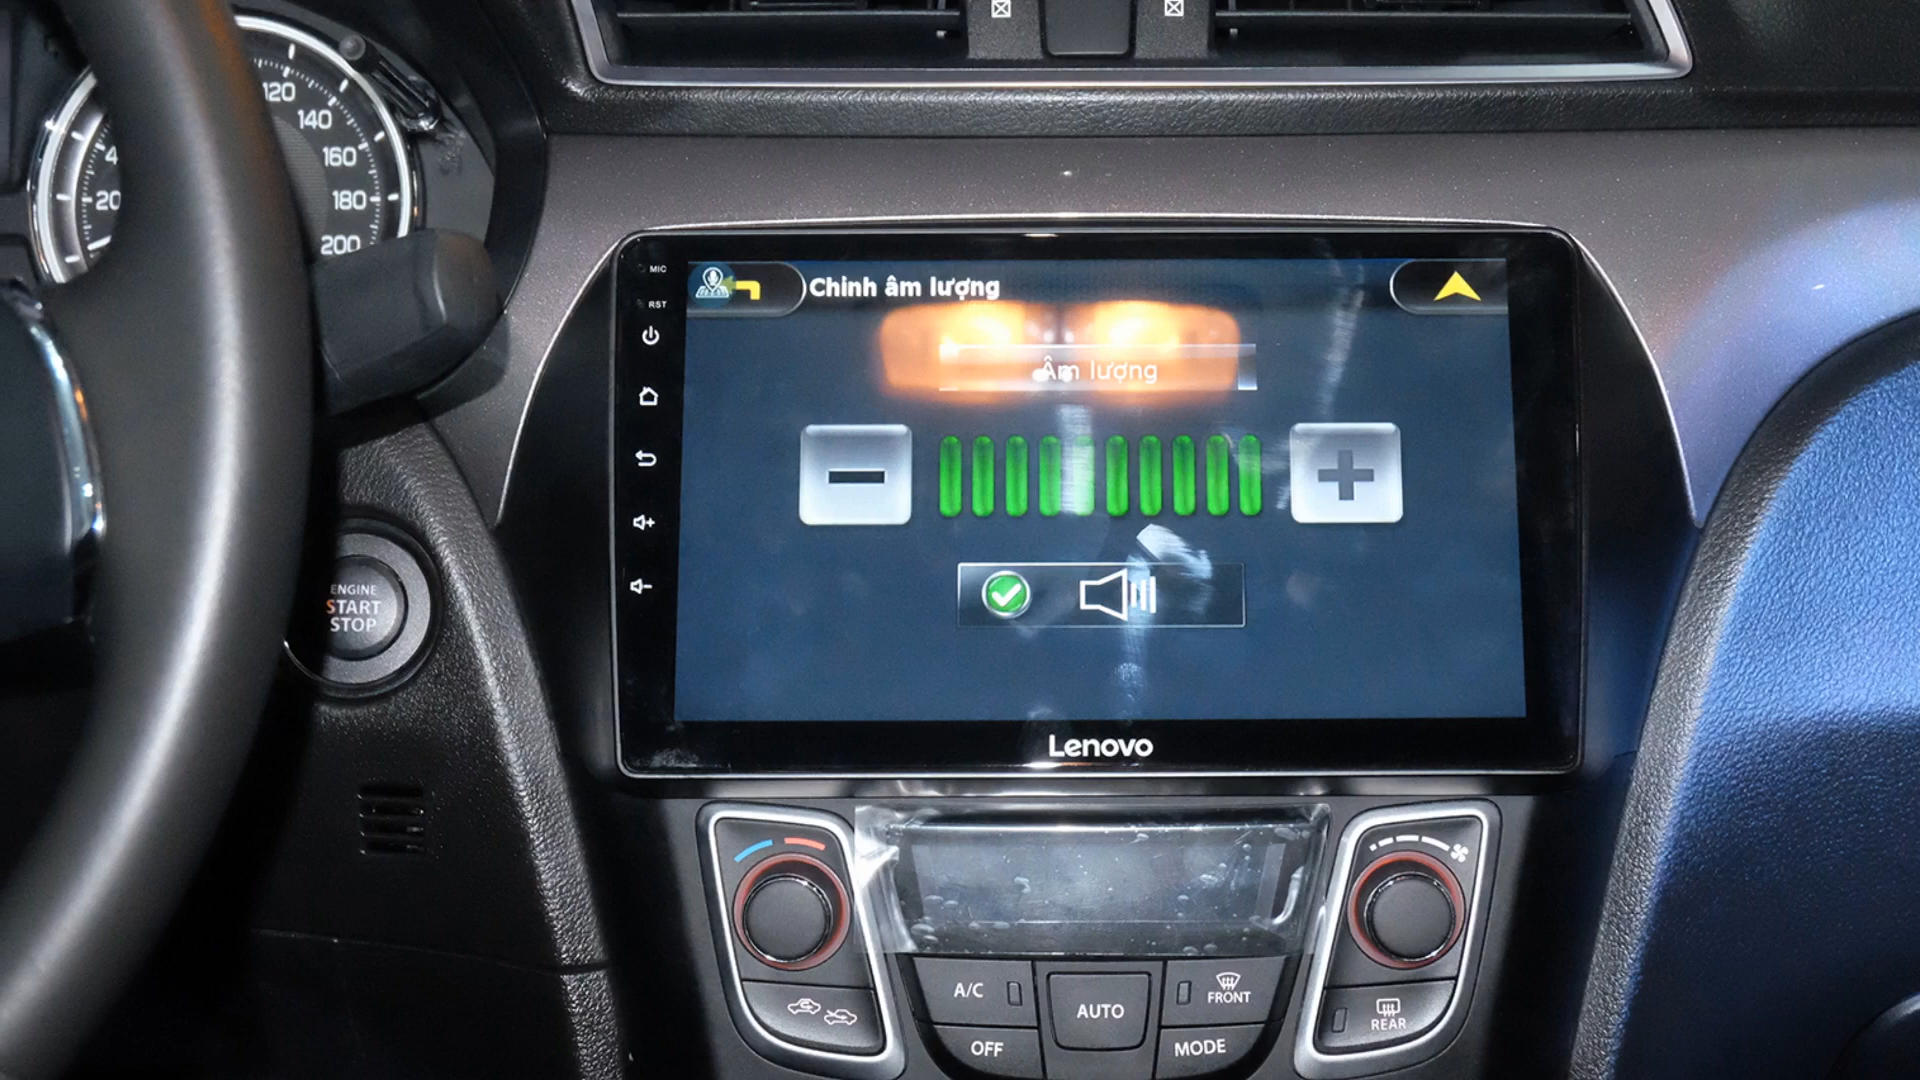 120
140
160
180
200
4
20
MIC
RST
Chỉnh âm lượng
Âm lượng
ENGINE
START
STOP
Lenovo
A/C
AUTO
FRONT
OFF
MODE
REAR